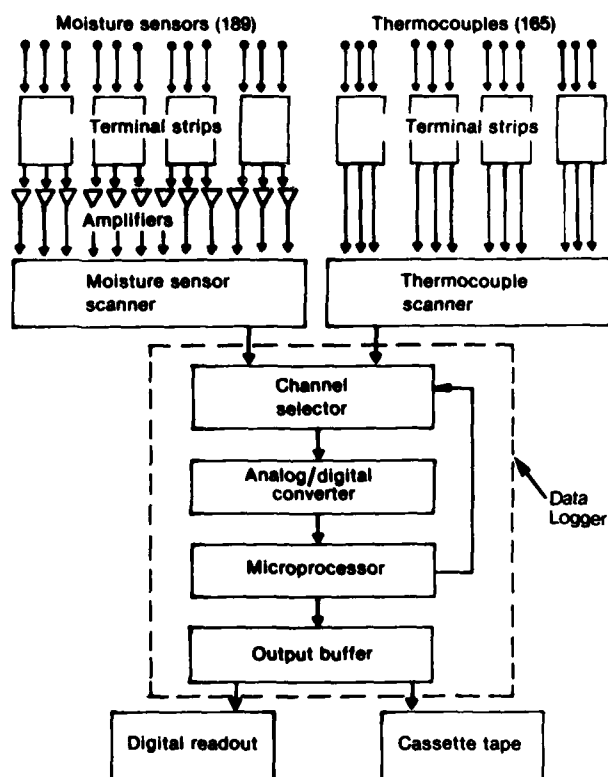 Moisture sensors (189)
Thermocouples (165)
Terminal strips
Terminal strips
Amplifiers
Moisture sensor
scanner
Thermocouple
scanner
Channel
selector
Analog/digital
converter
Data
Logger
Microprocessor
Output buffer
Digital readout
Cassette tape